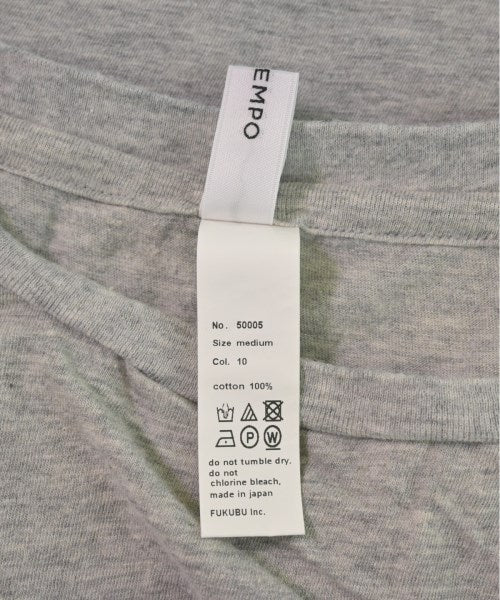 EMPO
No. 50005
Size medium
Col. 10
cotton 100%
P W
do not tumble dry.
do not
chlorine bleach,
made in japan
FUKUBU Inc.